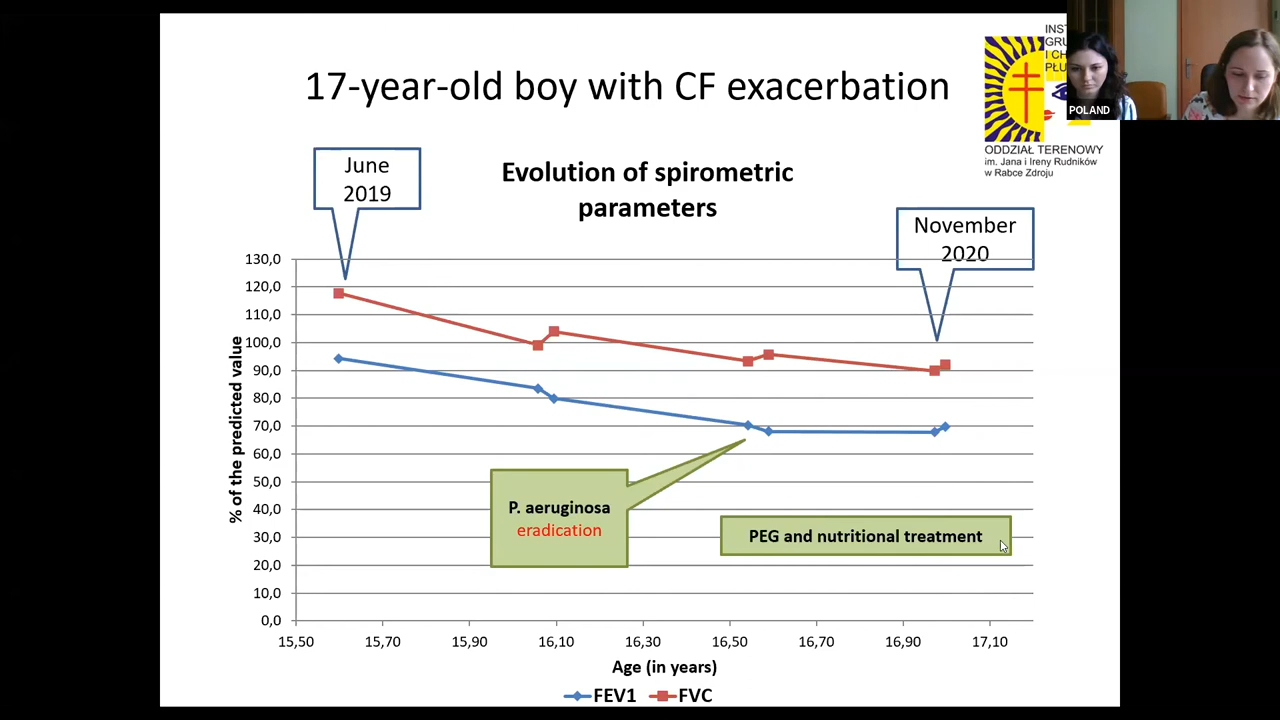 17-year-old boy with CF exacerbation
INST
GRU
I CH
PŁU
POLAND
ODDZIAŁ TERENOWY
im. Jana i Ireny Rudników
w Rabce Zdroju
June
2019
Evolution of spirometric
parameters
November
2020
% of the predicted value
130,0
120,0
110,0
100,0
90,0
80,0
70,0
60,0
50,0
40,0
30,0
20,0
10,0
0,0
P. aeruginosa
eradication
PEG and nutritional treatment
15,50 15,70 15,90 16,10 16,30 16,50 16,70 16,90 17,10
Age (in years)
FEV1 FVC